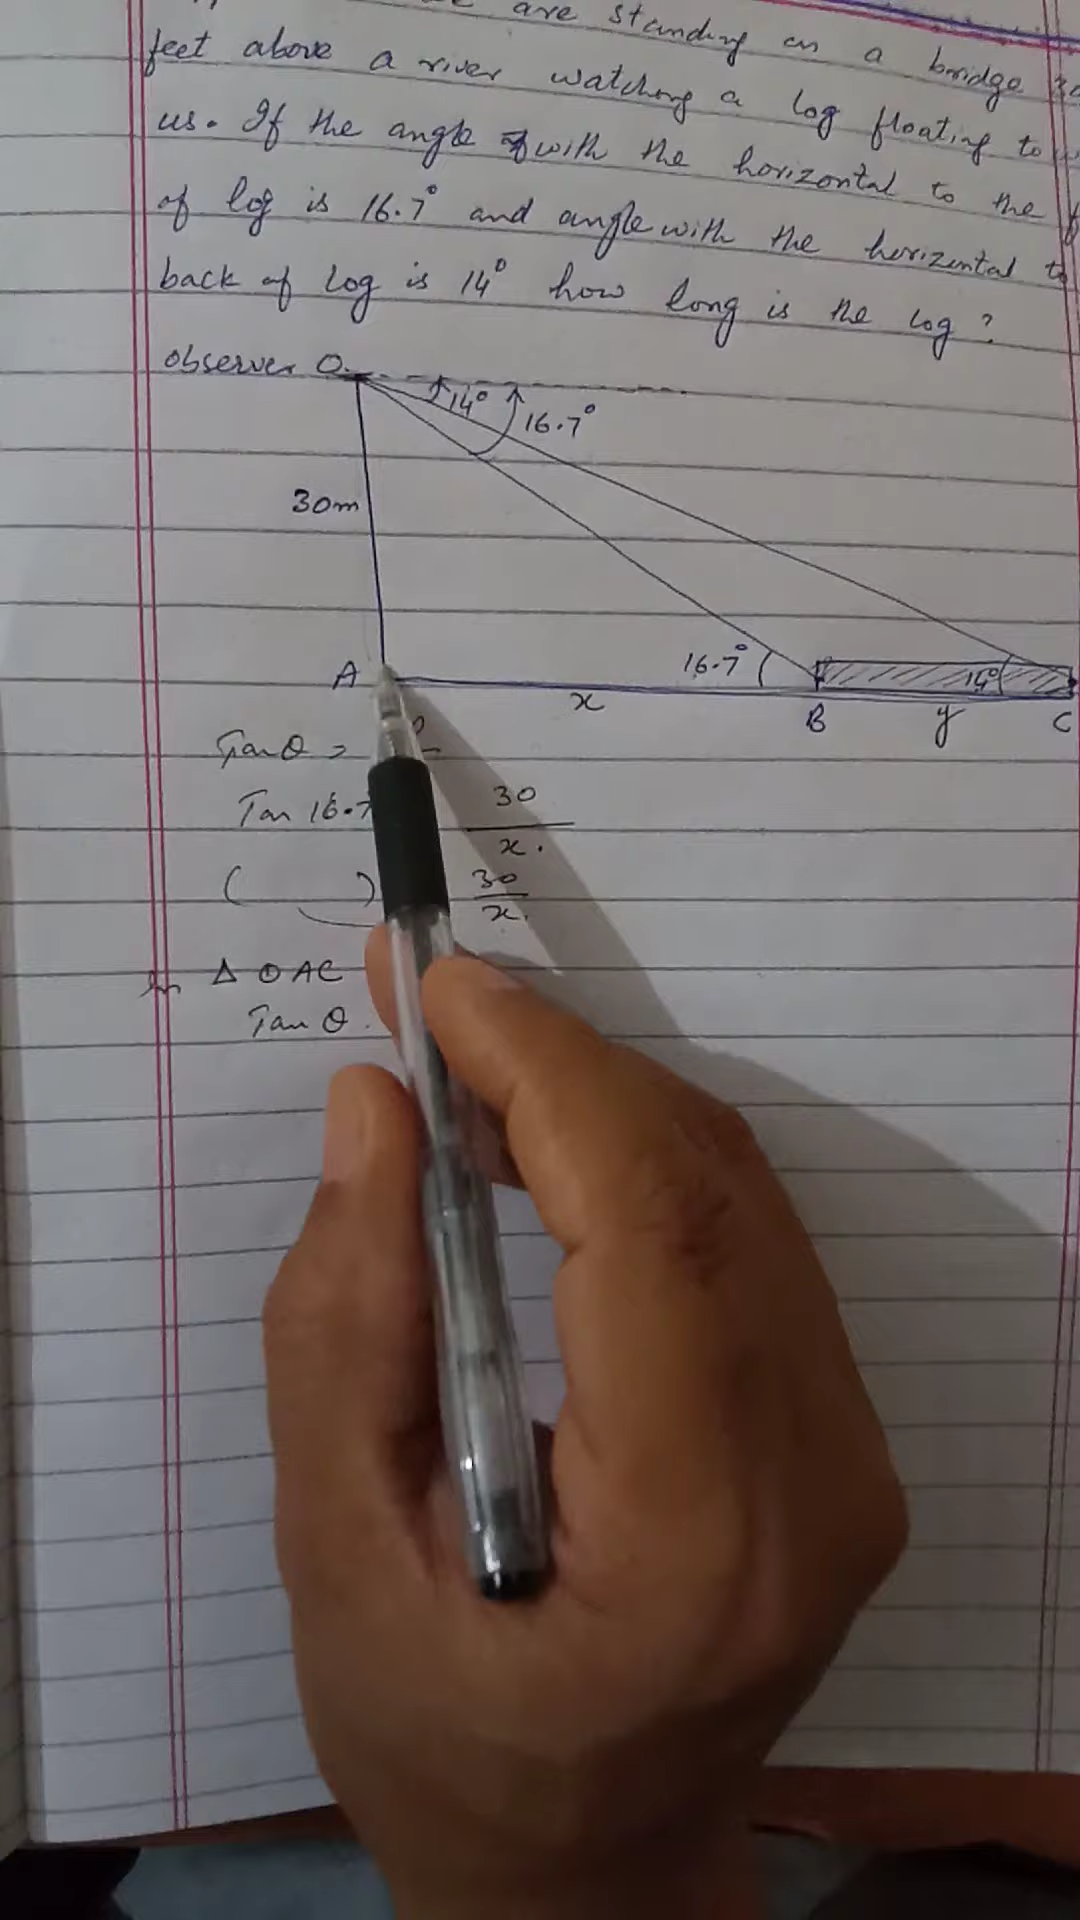 are standing on a bridge
feet above a river watching a log floating to
us. If the angle with the horizontal to the
of log is 16.7° and angle with the horizental to
back of log is 14° how long is the log?
observer O
14°
16.7°
30m
16.7°
14°
A
x
B
y
C
Tan θ =
Tan 16.7
30
x.
( )
30
x.
In Δ OAC
Tan θ.